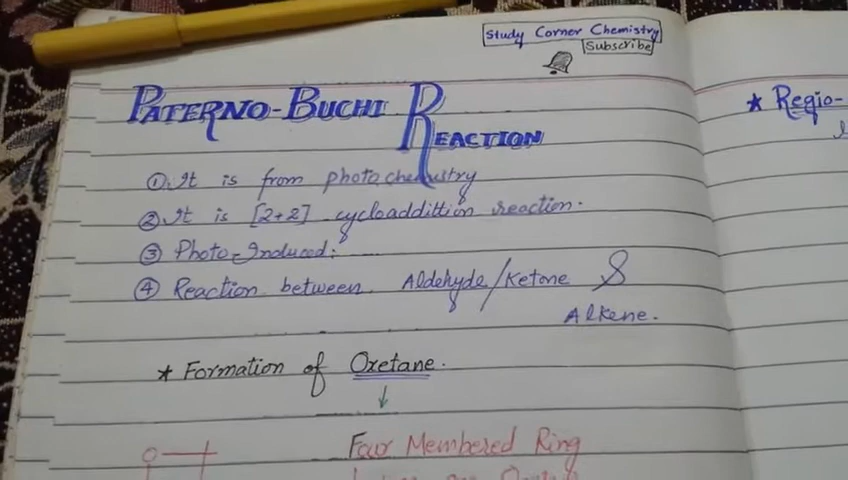 Study Corner Chemistry
Subscribe
PATERNO-BUCHI REACTION
① It is from photochemistry
② It is [2+2] cycloaddittion reaction.
③ Photo-Induced:
④ Reaction between Aldehyde/Ketone &
Alkene.
* Formation of Oxetane.
↓
Four Membered Ring
O
* Regio-